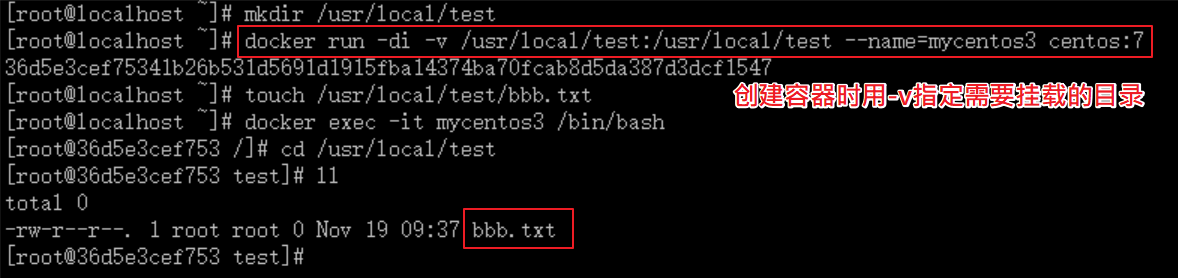 [root@localhost ~]# mkdir /usr/local/test
[root@localhost ~]# docker run -di -v /usr/local/test:/usr/local/test --name=mycentos3 centos:7
36d5e3cef75341b26b531d5691d1915fba14374ba70fcab8d5da387d3dcf1547
[root@localhost ~]# touch /usr/local/test/bbb.txt
创建容器时用-v指定需要挂载的目录
[root@localhost ~]# docker exec -it mycentos3 /bin/bash
[root@36d5e3cef753 /]# cd /usr/local/test
[root@36d5e3cef753 test]# ll
total 0
-rw-r--r--. 1 root root 0 Nov 19 09:37 bbb.txt
[root@36d5e3cef753 test]#